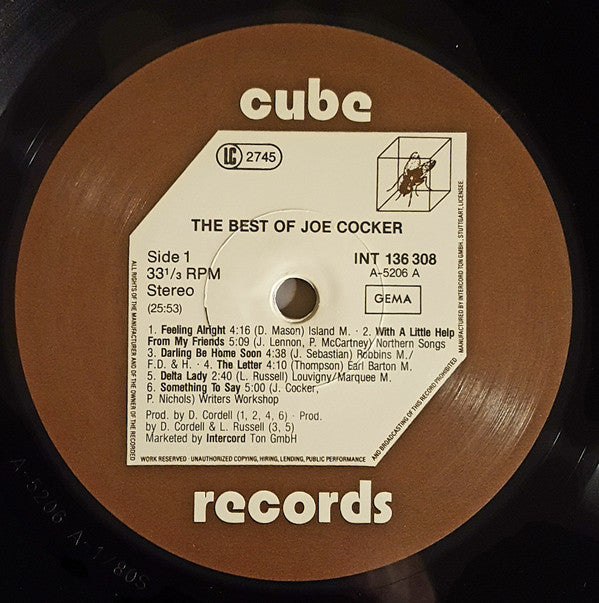 cube
LC 2745
THE BEST OF JOE COCKER
Side 1
33 1/3 RPM
Stereo
(25:53)
INT 136 308
A-5206 A
GEMA
1. Feeling Alright 4:16 (D. Mason) Island M. · 2. With A Little Help
From My Friends 5:09 (J. Lennon, P. McCartney) Northern Songs
3. Darling Be Home Soon 4:38 (J. Sebastian) Robbins M./
F.D. & H. · 4. The Letter 4:10 (Thompson) Earl Barton M.
5. Delta Lady 2:40 (L. Russell) Louvigny/Marquee M.
6. Something To Say 5:00 (J. Cocker,
P. Nichols) Writers Workshop
Prod. by D. Cordell (1, 2, 4, 6) · Prod.
by D. Cordell & L. Russell (3, 5)
Marketed by Intercord Ton GmbH
ALL RIGHTS OF THE MANUFACTURER AND OF THE OWNER OF THE RECORDED
WORK RESERVED · UNAUTHORIZED COPYING, HIRING, LENDING, PUBLIC PERFORMANCE
AND BROADCASTING OF THIS RECORD PROHIBITED
MANUFACTURED BY INTERCORD TON GMBH, STUTTGART, LICENSEE.
records
A-5206 A-1/80S